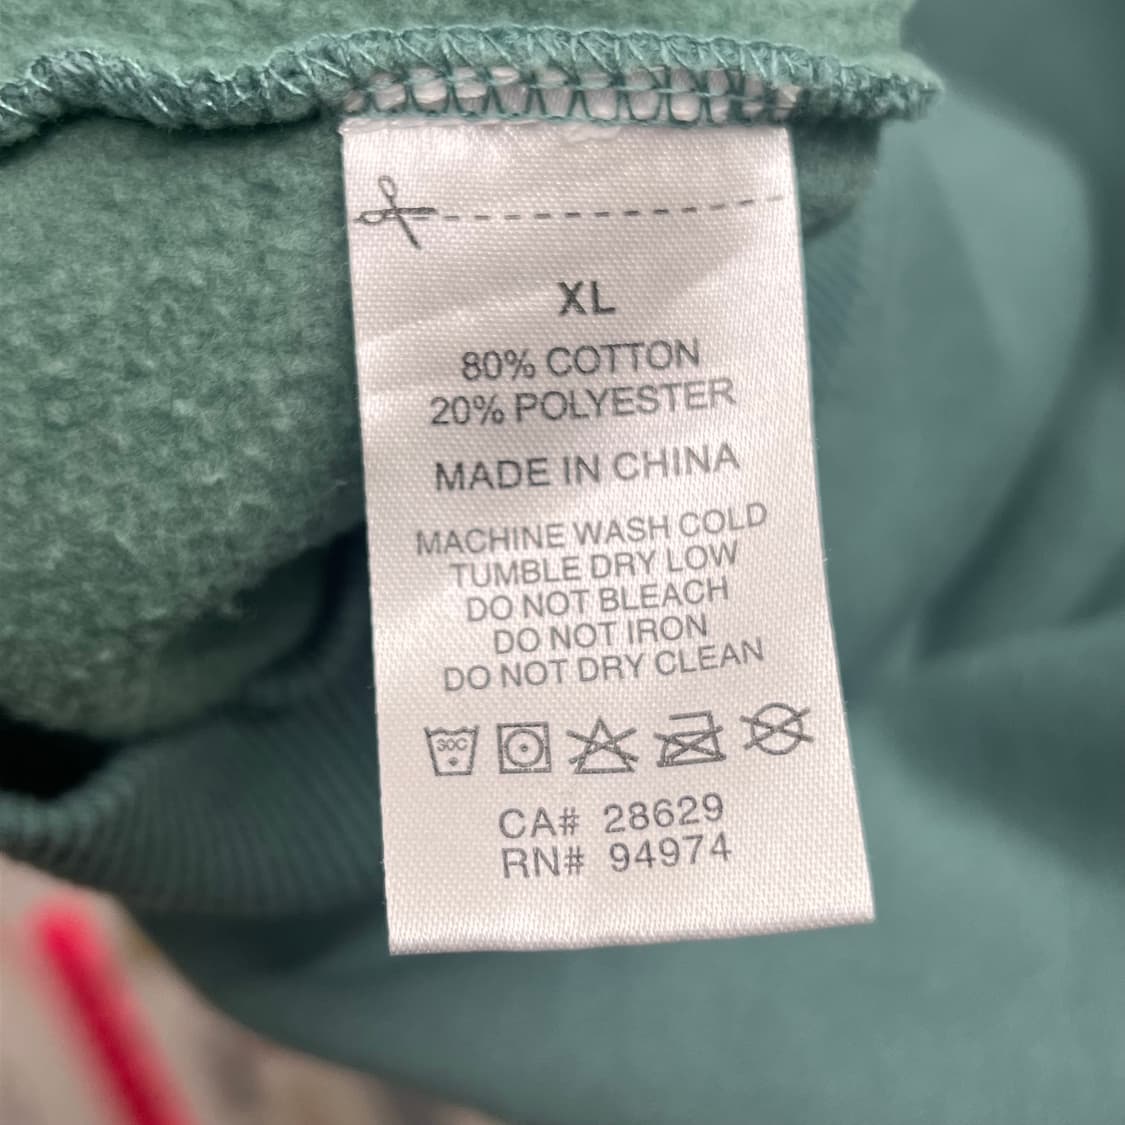 XL
80% COTTON
20% POLYESTER
MADE IN CHINA
MACHINE WASH COLD
TUMBLE DRY LOW
DO NOT BLEACH
DO NOT IRON
DO NOT DRY CLEAN
30C
CA# 28629
RN# 94974